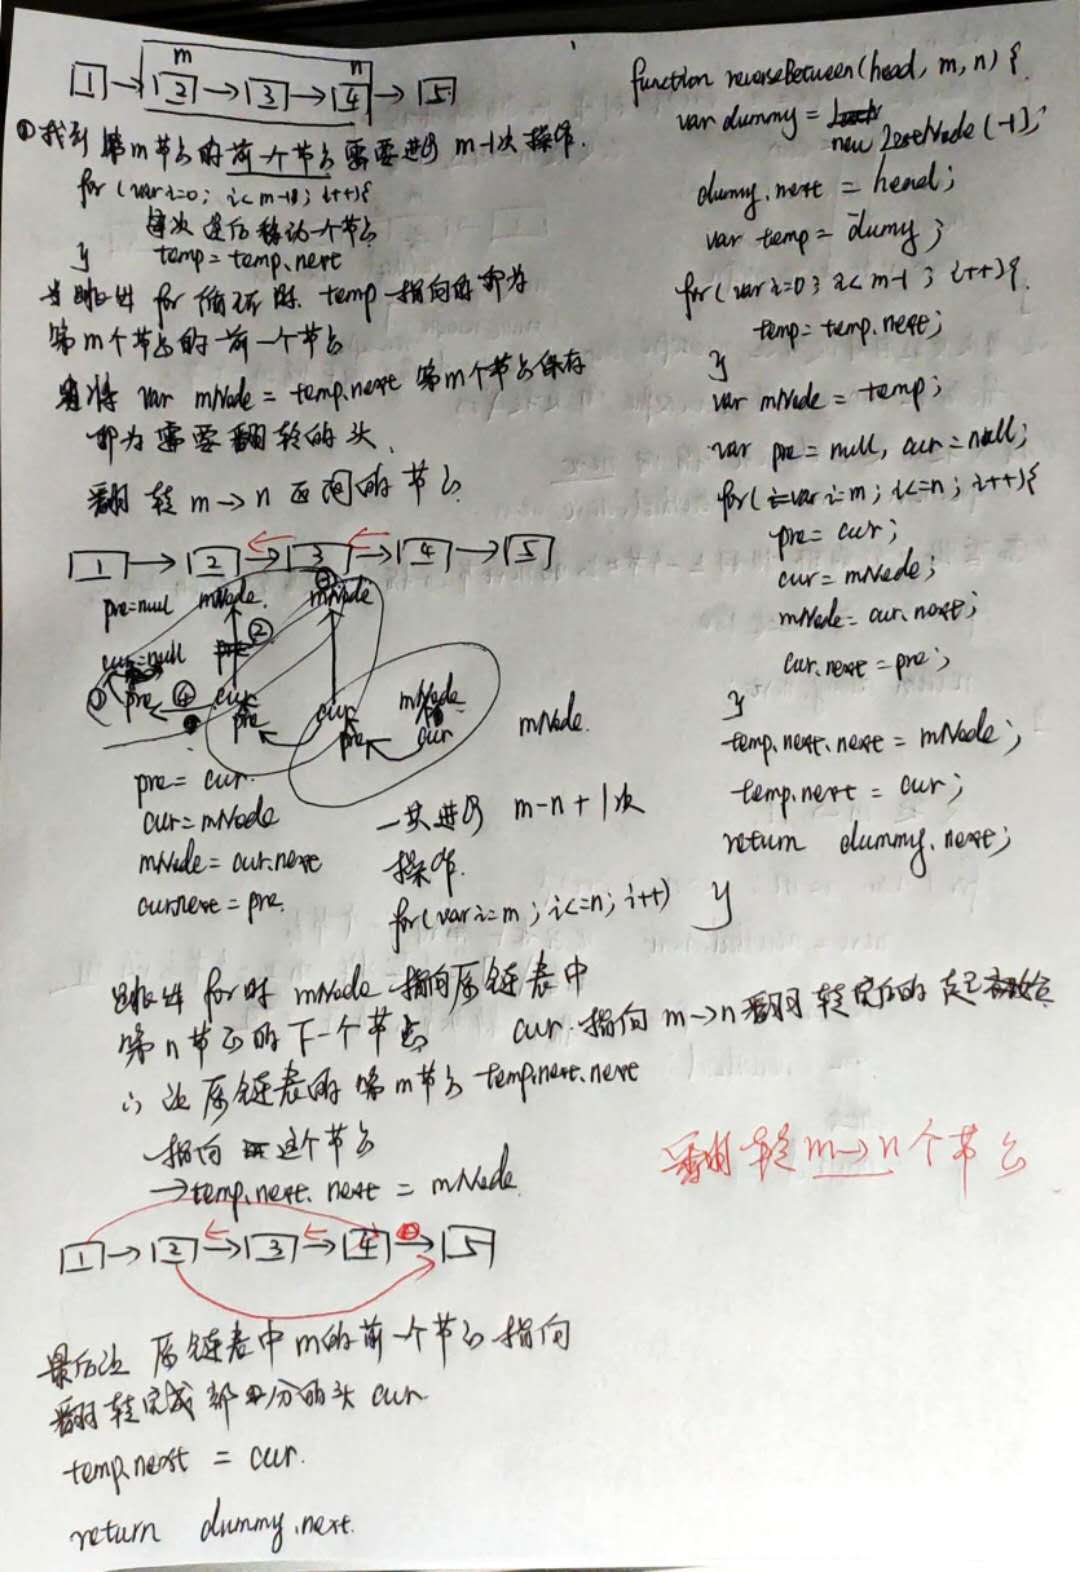 m n
1 → 2 → 3 → 4 → 5
①找到 第m节点的前一个节点 需要进行 m-1次 操作.
for (var i=0; i< m-1; i++){
每次 往后移动一个节点
} temp = temp.next
当跳出 for 循环 时. temp 指向的 即为
第m个节点的前一个节点
将 var mNode = temp.next 第m个节点保存
即为需要翻转的头.
翻转 m → n 区间的节点
1 → 2 → 3 → 4 → 5
pre=null mNode. mNode
cur=null pre ②
① pre ④ cur cur mNode
pre pre cur mNode.
pre = cur.
cur = mNode
mNode = cur.next
cur.next = pre.
一共进行 m-n+1次
操作.
for(var i=m; i<=n; i++)
跳出 for时 mNode 指向原链表中
第n节点的下一个节点
cur. 指向 m→n翻转完后的 起始
∴ 让 原链表的 第m节点 temp.next.next
指向 这个节点
→temp.next.next = mNode
1 → 2 → 3 → 4 → 5
最后让 原链表中 m的前一个节点 指向
翻转完成 部分的头 cur
temp.next = cur.
return dummy.next.
function reverseBetween(head, m, n) {
var dummy =
new ListNode (-1);
dummy.next = head;
var temp = dumy;
for( var i=0; i< m-1; i++){
temp = temp.next;
}
var mNode = temp;
var pre = null, cur = null;
for( var i=m; i<=n; i++){
pre = cur;
cur = mNode;
mNode = cur.next;
cur.next = pre;
}
temp.next.next = mNode;
temp.next = cur;
return dummy.next;
}
翻转 m→n个节点